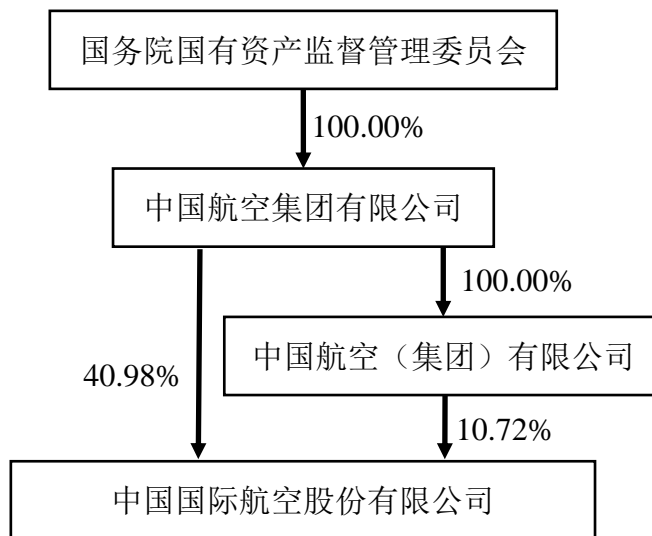 国务院国有资产监督管理委员会
100.00%
中国航空集团有限公司
100.00%
中国航空（集团）有限公司
40.98%
10.72%
中国国际航空股份有限公司